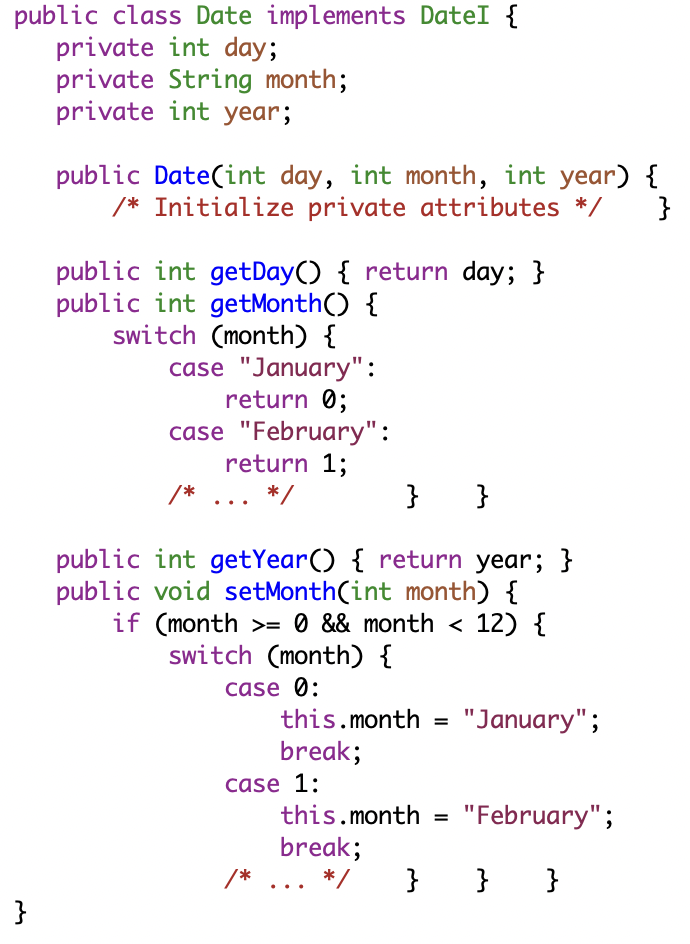 public class Date implements DateI {
   private int day;
   private String month;
   private int year;

   public Date(int day, int month, int year) {
       /* Initialize private attributes */    }

   public int getDay() { return day; }
   public int getMonth() {
       switch (month) {
           case "January":
               return 0;
           case "February":
               return 1;
           /* ... */        }    }

   public int getYear() { return year; }
   public void setMonth(int month) {
       if (month >= 0 && month < 12) {
           switch (month) {
               case 0:
                   this.month = "January";
                   break;
               case 1:
                   this.month = "February";
                   break;
               /* ... */    }    }    }
}